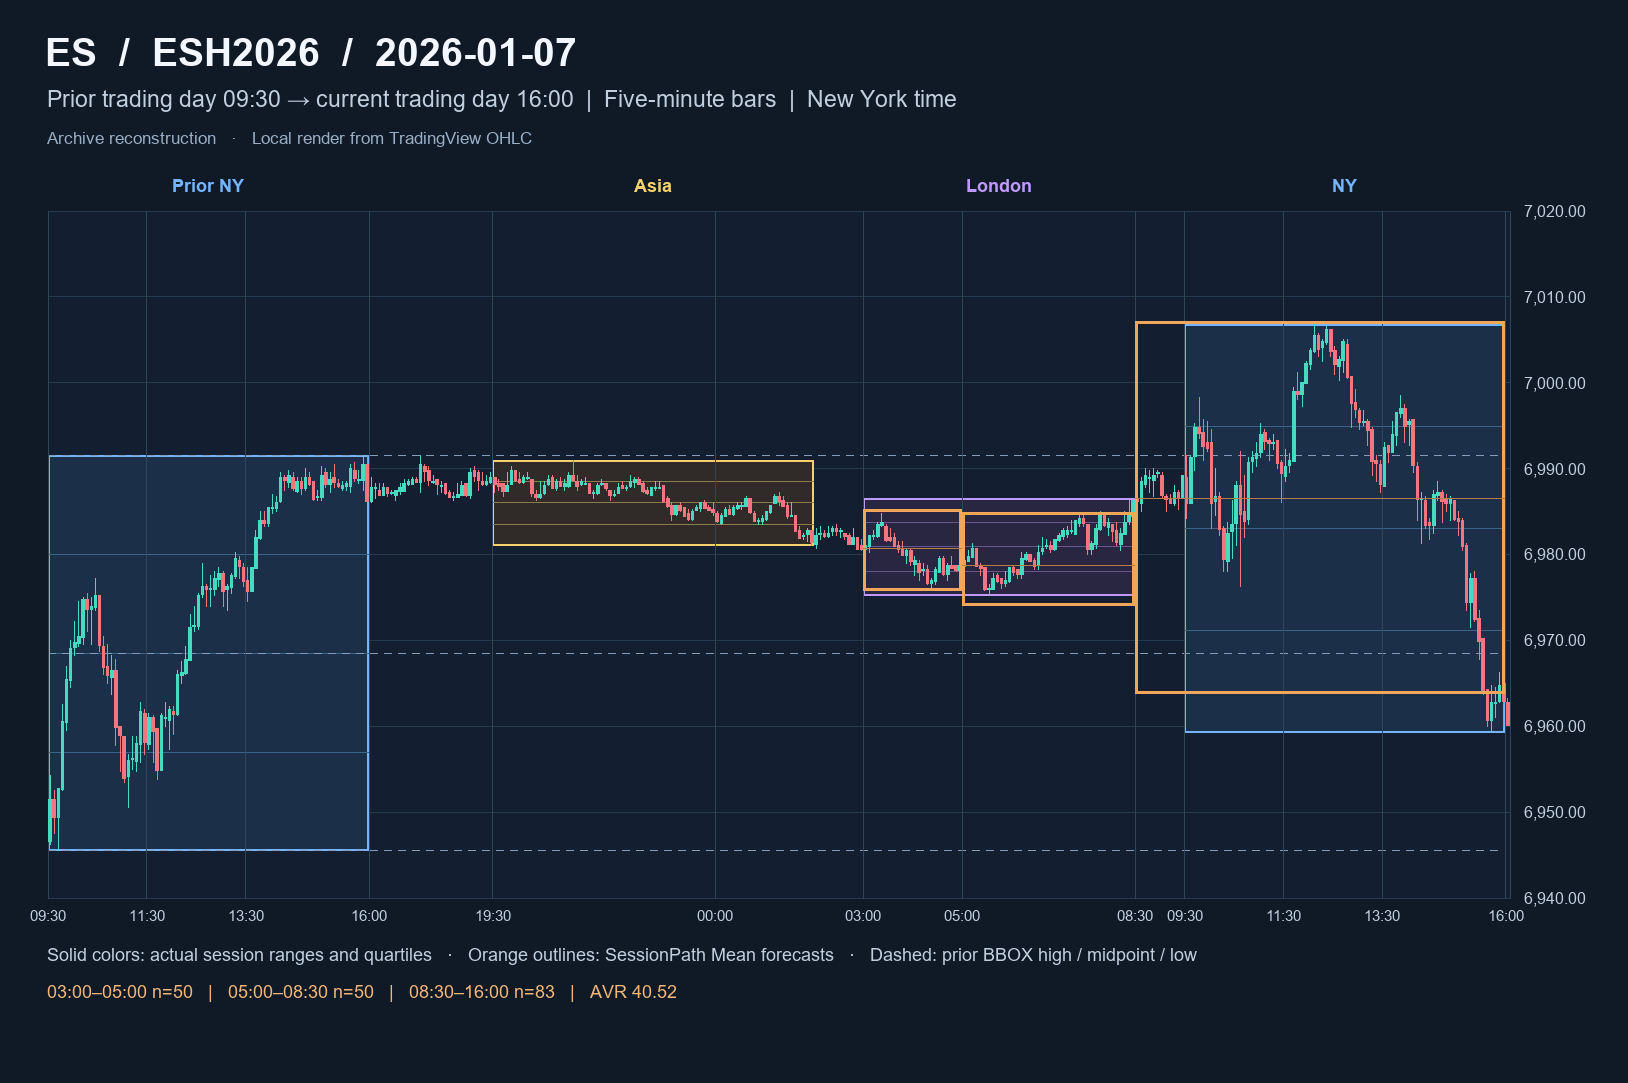 ES / ESH2026 / 2026-01-07
Prior trading day 09:30 → current trading day 16:00 | Five-minute bars | New York time
Archive reconstruction · Local render from TradingView OHLC
Prior NY Asia London NY
7,020.00
7,010.00
7,000.00
6,990.00
6,980.00
6,970.00
6,960.00
6,950.00
6,940.00
09:30 11:30 13:30 16:00 19:30 00:00 03:00 05:00 08:30 09:30 11:30 13:30 16:00
Solid colors: actual session ranges and quartiles · Orange outlines: SessionPath Mean forecasts · Dashed: prior BBOX high / midpoint / low
03:00–05:00 n=50 | 05:00–08:30 n=50 | 08:30–16:00 n=83 | AVR 40.52